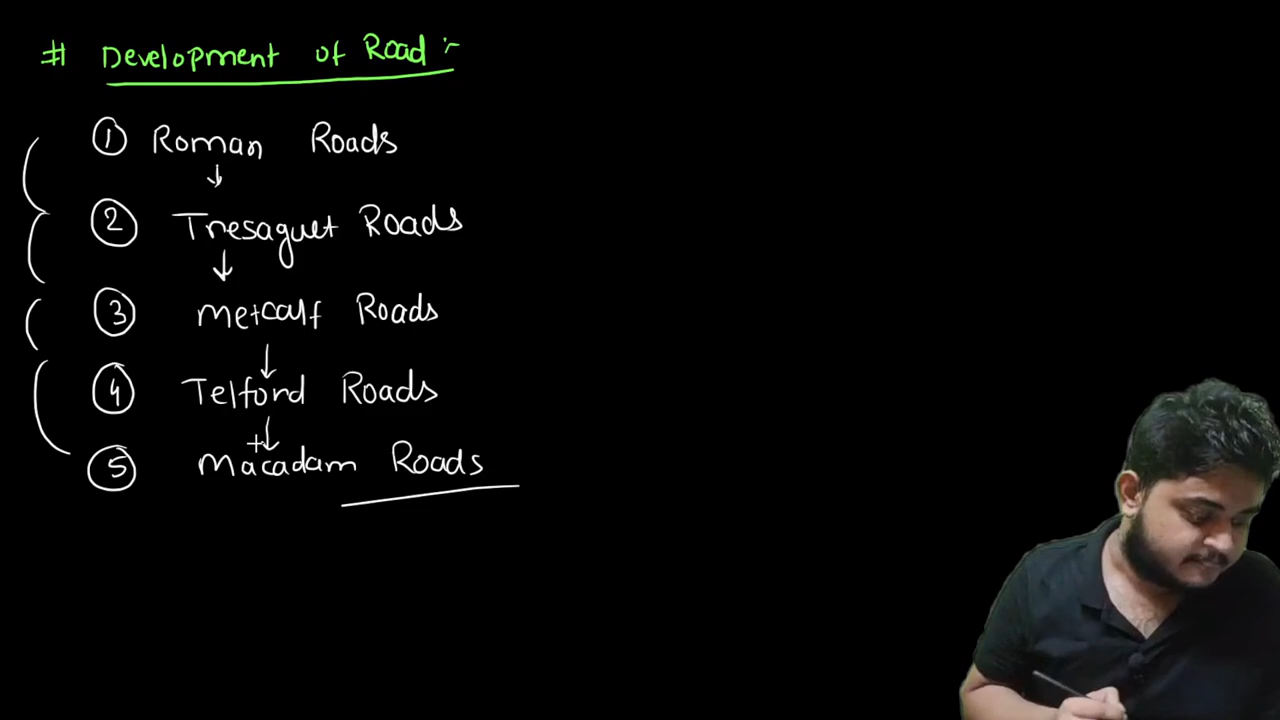 # Development of Road :-
① Roman Roads
↓
② Tresaguet Roads
↓
③ Metcalf Roads
↓
④ Telford Roads
↓
⑤ Macadam Roads